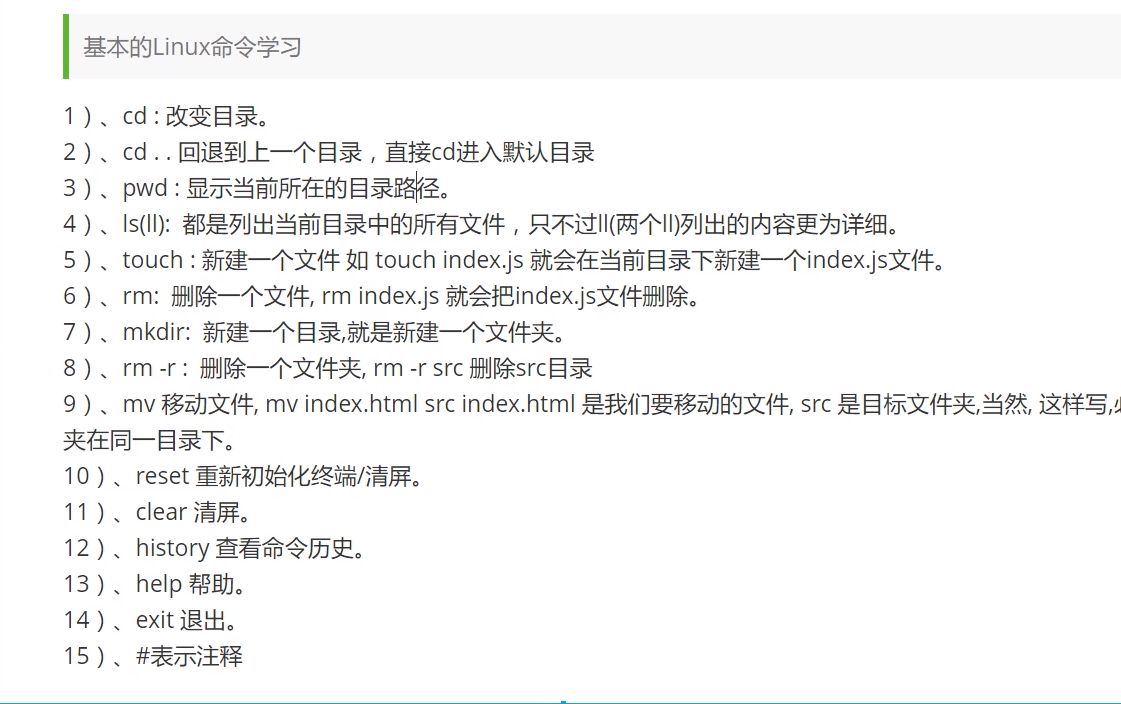 基本的Linux命令学习
1）、cd : 改变目录。
2）、cd . . 回退到上一个目录，直接cd进入默认目录
3）、pwd : 显示当前所在的目录路径。
4）、ls(ll):  都是列出当前目录中的所有文件，只不过ll(两个ll)列出的内容更为详细。
5）、touch : 新建一个文件 如 touch index.js 就会在当前目录下新建一个index.js文件。
6）、rm:  删除一个文件, rm index.js 就会把index.js文件删除。
7）、mkdir:  新建一个目录,就是新建一个文件夹。
8）、rm -r :  删除一个文件夹, rm -r src 删除src目录
9）、mv 移动文件, mv index.html src index.html 是我们要移动的文件, src 是目标文件夹,当然, 这样写,
夹在同一目录下。
10）、reset 重新初始化终端/清屏。
11）、clear 清屏。
12）、history 查看命令历史。
13）、help 帮助。
14）、exit 退出。
15）、#表示注释